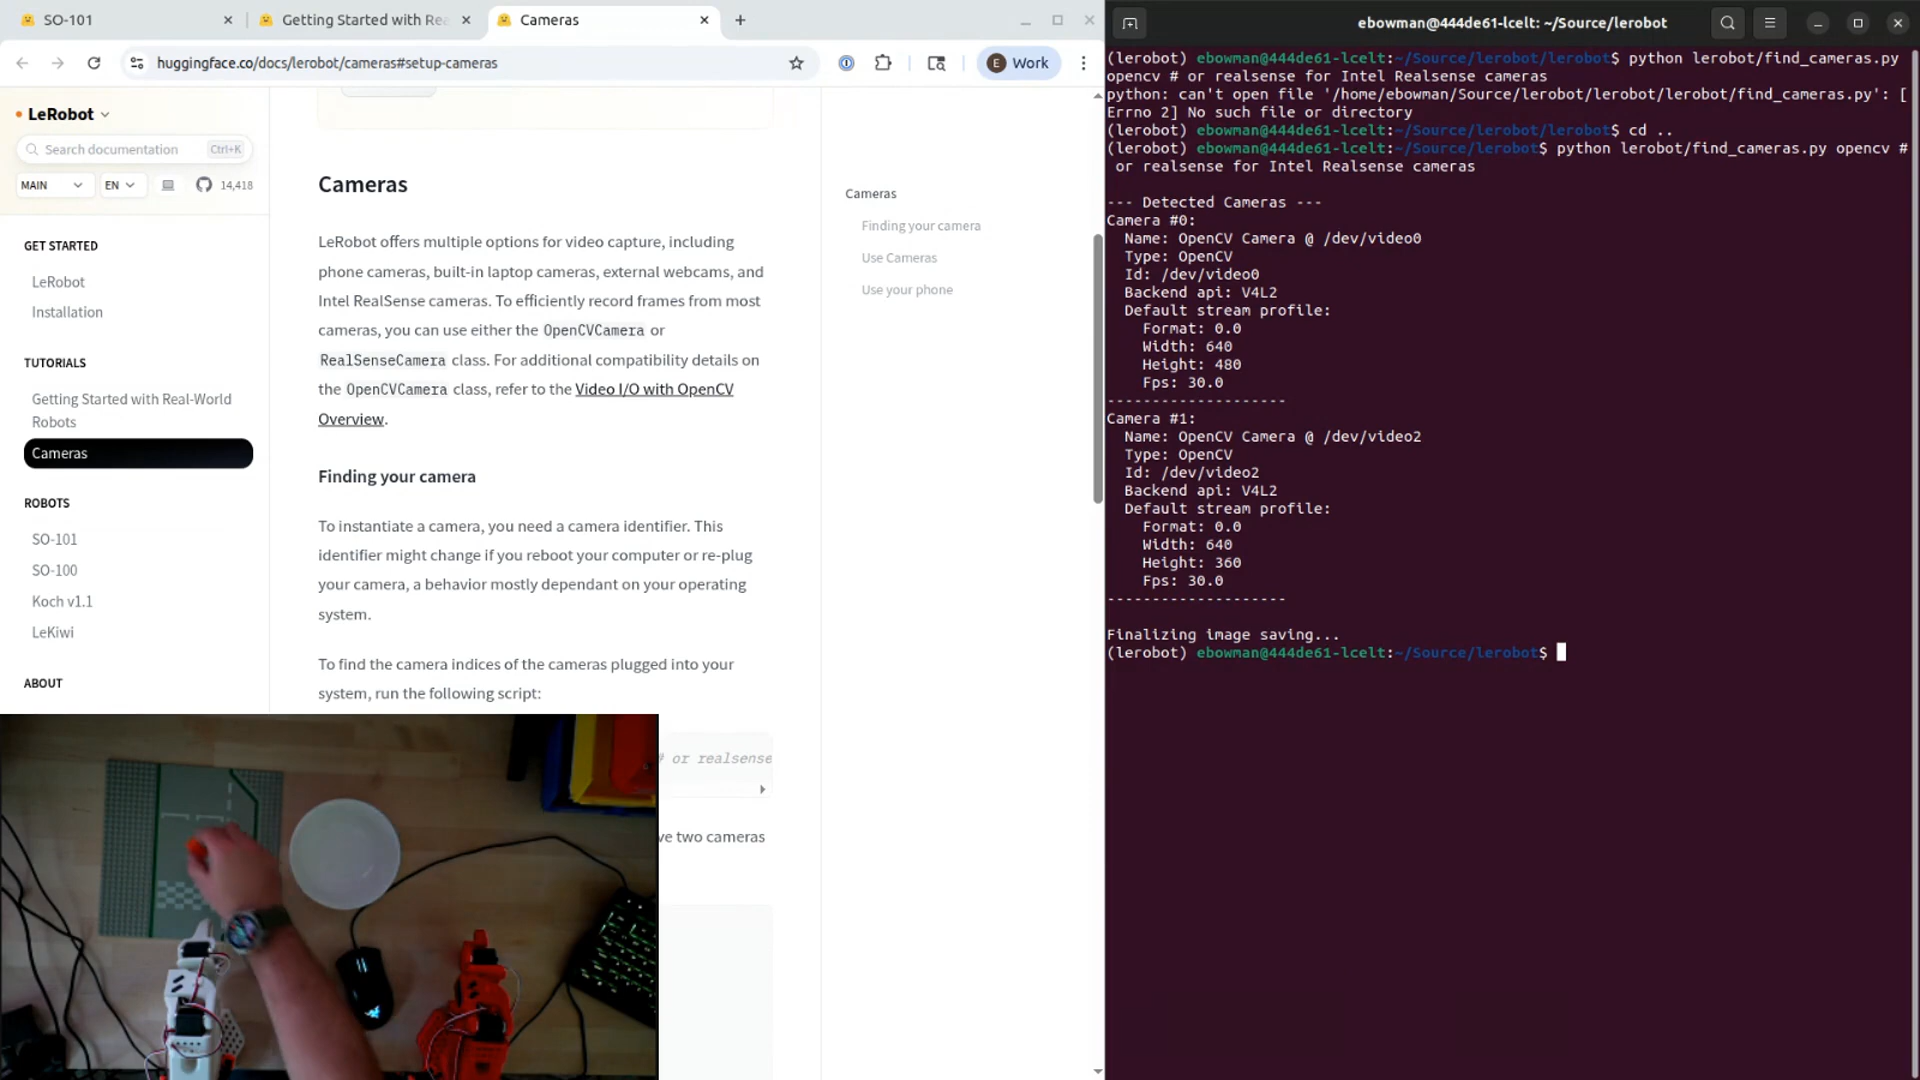 SO-101
Getting Started with Rea
Cameras
huggingface.co/docs/lerobot/cameras#setup-cameras
E Work
LeRobot
Search documentation Ctrl+K
MAIN EN 14,418
GET STARTED
LeRobot
Installation
TUTORIALS
Getting Started with Real-World
Robots
Cameras
ROBOTS
SO-101
SO-100
Koch v1.1
LeKiwi
ABOUT
Cameras
LeRobot offers multiple options for video capture, including
phone cameras, built-in laptop cameras, external webcams, and
Intel RealSense cameras. To efficiently record frames from most
cameras, you can use either the OpenCVCamera or
RealSenseCamera class. For additional compatibility details on
the OpenCVCamera class, refer to the Video I/O with OpenCV
Overview.
Finding your camera
To instantiate a camera, you need a camera identifier. This
identifier might change if you reboot your computer or re-plug
your camera, a behavior mostly dependant on your operating
system.
To find the camera indices of the cameras plugged into your
system, run the following script:
# or realsense
ve two cameras
Cameras
Finding your camera
Use Cameras
Use your phone
ebowman@444de61-lcelt: ~/Source/lerobot
(lerobot) ebowman@444de61-lcelt:~/Source/lerobot/lerobot$ python lerobot/find_cameras.py
opencv # or realsense for Intel Realsense cameras
python: can't open file '/home/ebowman/Source/lerobot/lerobot/lerobot/find_cameras.py': [
Errno 2] No such file or directory
(lerobot) ebowman@444de61-lcelt:~/Source/lerobot/lerobot$ cd ..
(lerobot) ebowman@444de61-lcelt:~/Source/lerobot$ python lerobot/find_cameras.py opencv #
or realsense for Intel Realsense cameras
--- Detected Cameras ---
Camera #0:
Name: OpenCV Camera @ /dev/video0
Type: OpenCV
Id: /dev/video0
Backend api: V4L2
Default stream profile:
Format: 0.0
Width: 640
Height: 480
Fps: 30.0
--------------------
Camera #1:
Name: OpenCV Camera @ /dev/video2
Type: OpenCV
Id: /dev/video2
Backend api: V4L2
Default stream profile:
Format: 0.0
Width: 640
Height: 360
Fps: 30.0
--------------------
Finalizing image saving...
(lerobot) ebowman@444de61-lcelt:~/Source/lerobot$